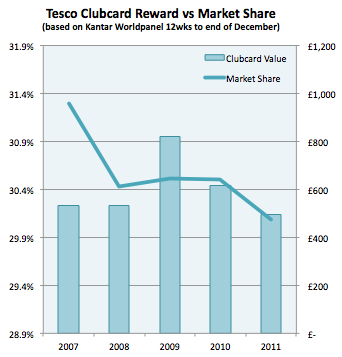 Tesco Clubcard Reward vs Market Share
(based on Kantar Worldpanel 12wks to end of December)
31.9%
£1,200
Clubcard Value
Market Share
31.4%
£1,000
30.9%
£800
30.4%
£600
29.9%
£400
29.4%
£200
28.9%
£-
2007 2008 2009 2010 2011